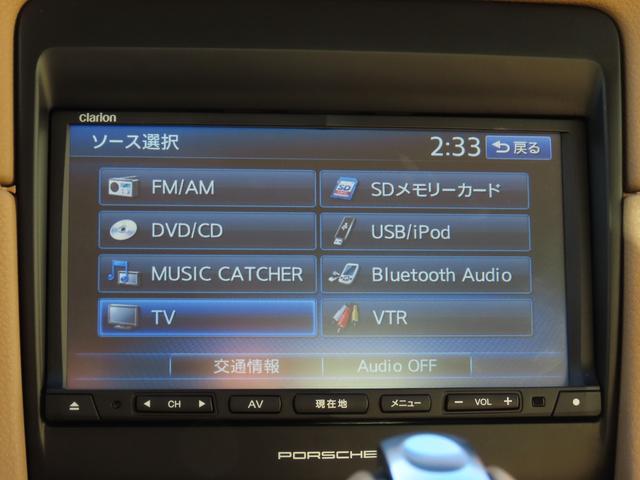 clarion
ソース選択 2:33 戻る
FM/AM SDメモリーカード
DVD/CD USB/iPod
MUSIC CATCHER Bluetooth Audio
TV VTR
交通情報 Audio OFF
CH AV 現在地 メニュー − VOL +
PORSCHE